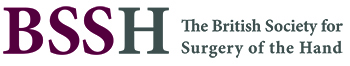 BSSH
The British Society for
Surgery of the Hand